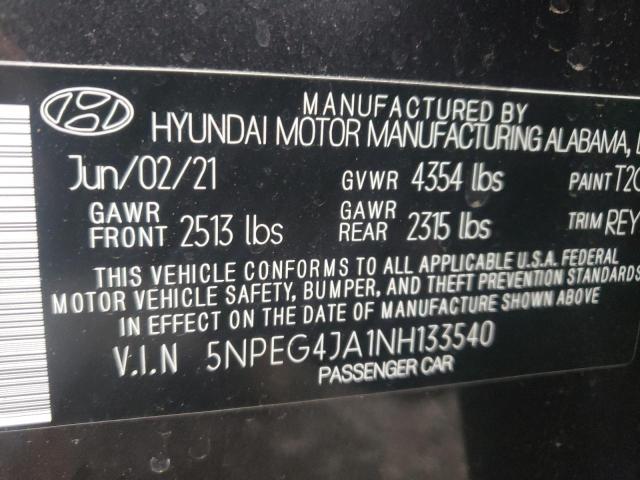 MANUFACTURED BY
HYUNDAI MOTOR MANUFACTURING ALABAMA,
Jun/02/21 GVWR 4354 lbs PAINT
GAWR FRONT 2513 lbs GAWR REAR 2315 lbs TRIM REY
THIS VEHICLE CONFORMS TO ALL APPLICABLE U.S.A. FEDERAL
MOTOR VEHICLE SAFETY, BUMPER, AND THEFT PREVENTION STANDARDS
IN EFFECT ON THE DATE OF MANUFACTURE SHOWN ABOVE
V.I.N 5NPEG4JA1NH133540
PASSENGER CAR